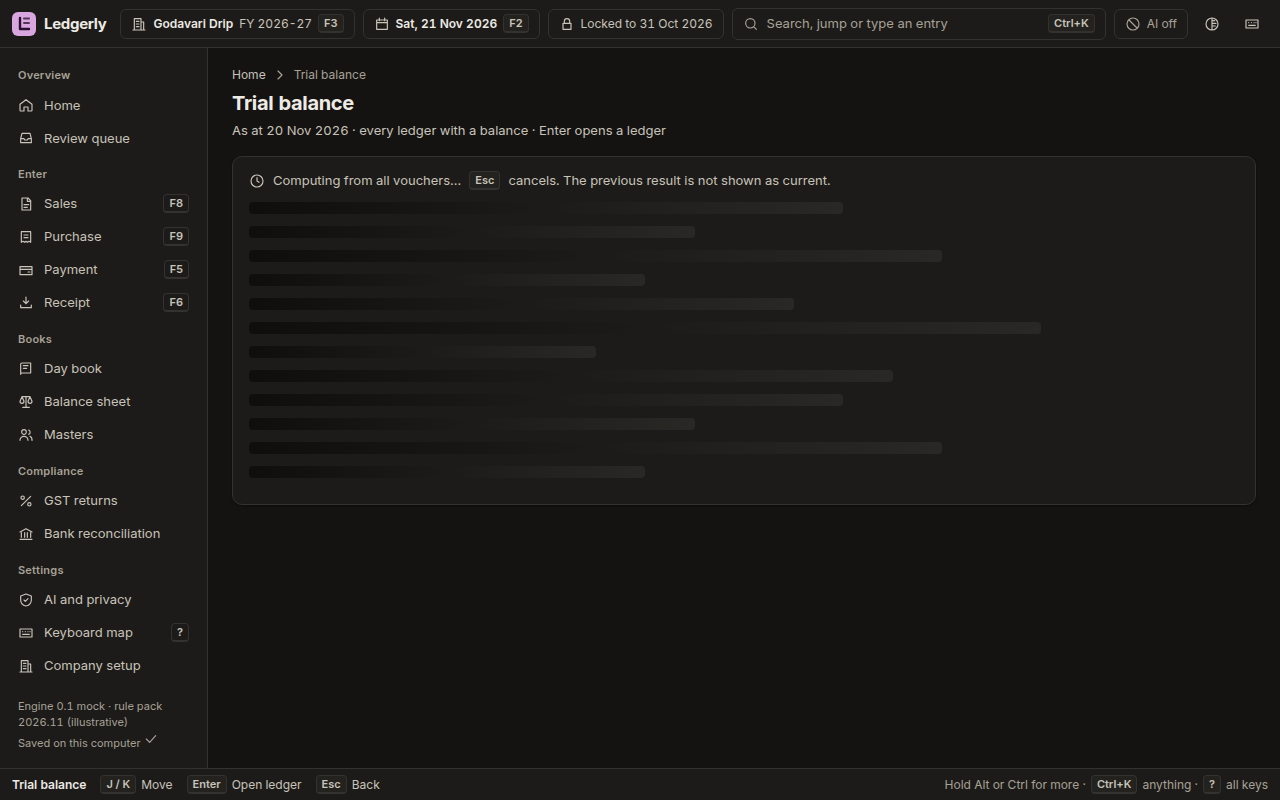 Ledgerly
Godavari Drip FY 2026-27 F3
Sat, 21 Nov 2026 F2
Locked to 31 Oct 2026
Search, jump or type an entry Ctrl+K
AI off
Overview
Home
Review queue
Enter
Sales F8
Purchase F9
Payment F5
Receipt F6
Books
Day book
Balance sheet
Masters
Compliance
GST returns
Bank reconciliation
Settings
AI and privacy
Keyboard map ?
Company setup
Engine 0.1 mock · rule pack
2026.11 (illustrative)
Saved on this computer
Home > Trial balance
Trial balance
As at 20 Nov 2026 · every ledger with a balance · Enter opens a ledger
Computing from all vouchers... Esc cancels. The previous result is not shown as current.
Trial balance J / K Move Enter Open ledger Esc Back
Hold Alt or Ctrl for more · Ctrl+K anything · ? all keys